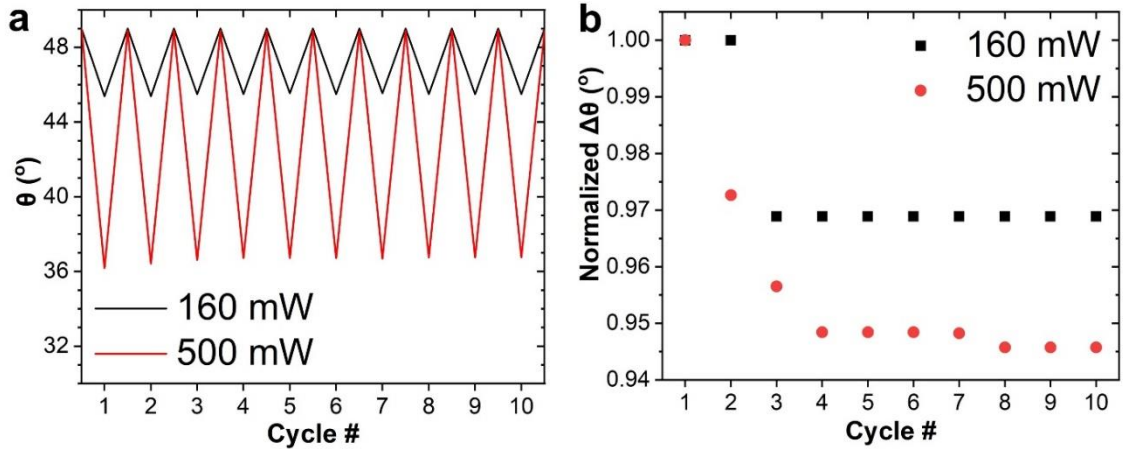 a
θ (°)
48
44
40
36
32
160 mW
500 mW
1 2 3 4 5 6 7 8 9 10
Cycle #
b
Normalized Δθ (°)
1.00
0.99
0.98
0.97
0.96
0.95
0.94
160 mW
500 mW
1 2 3 4 5 6 7 8 9 10
Cycle #